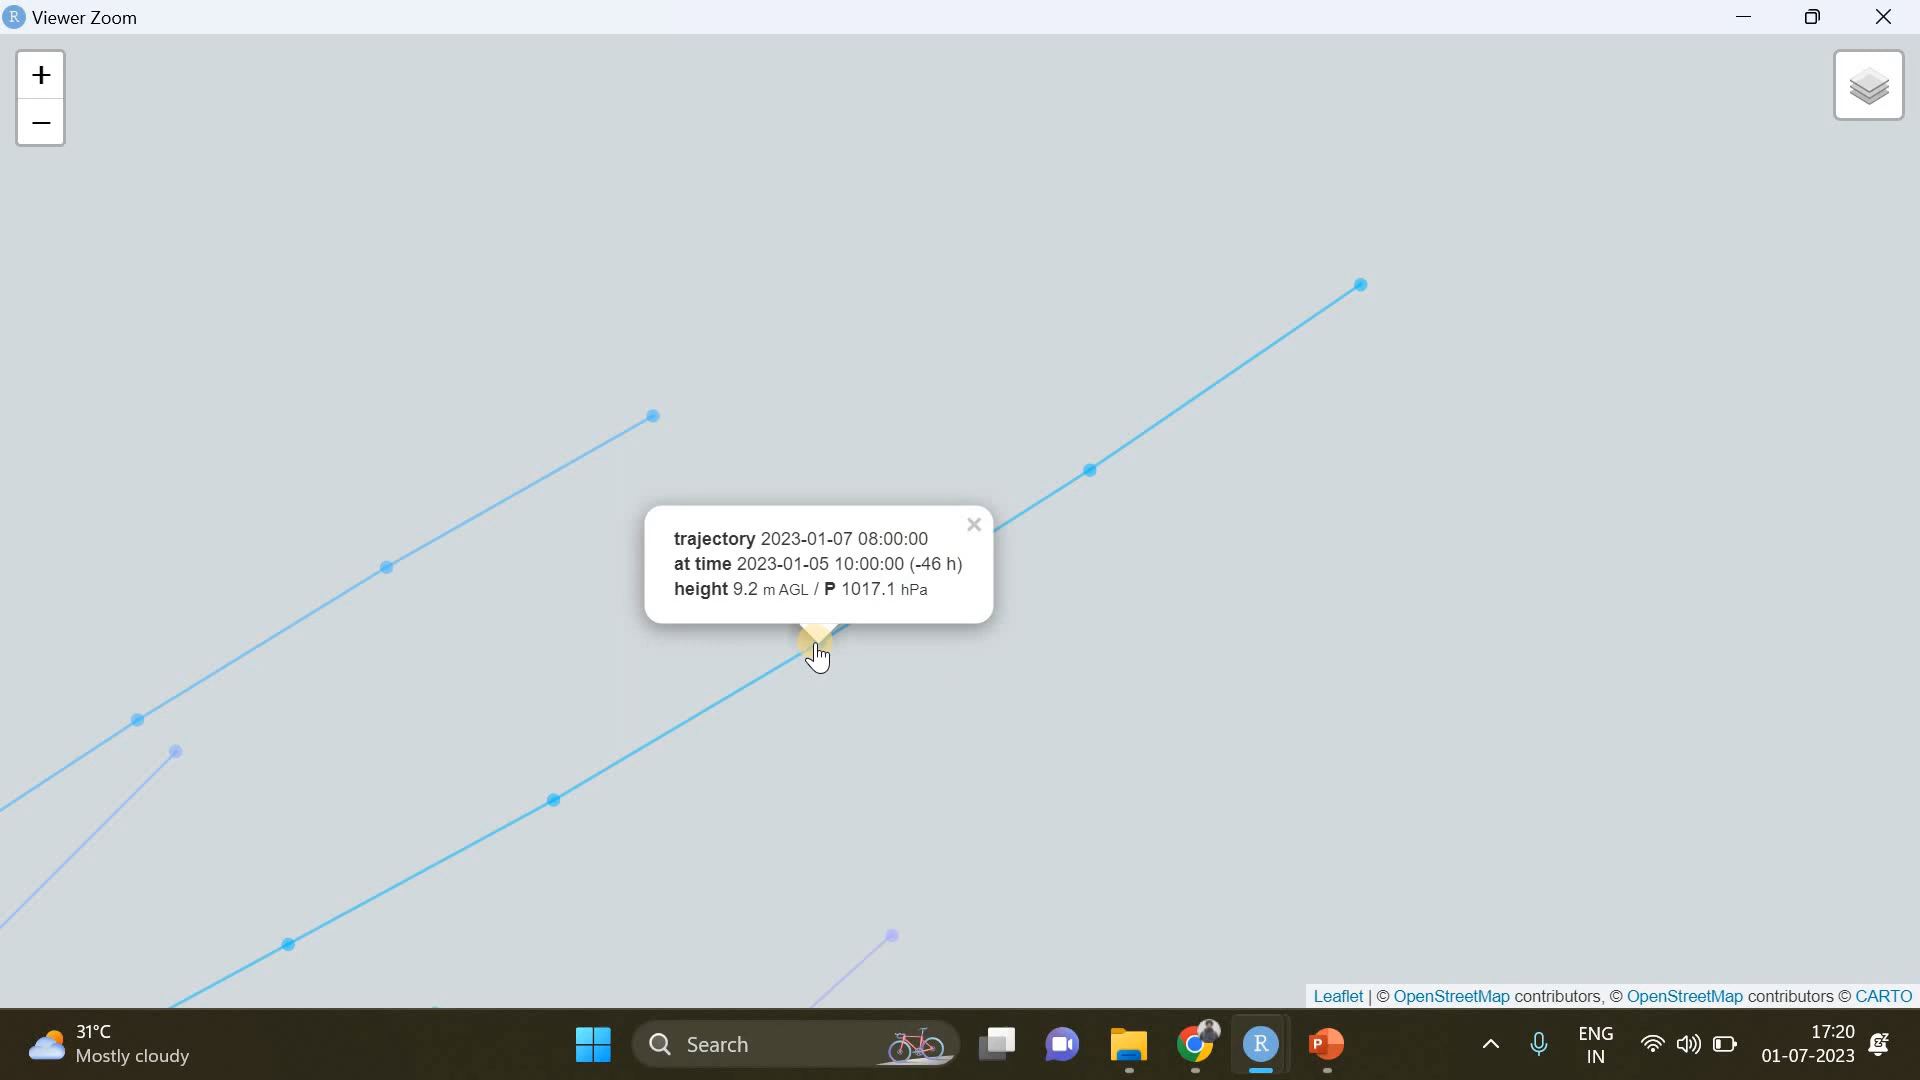 Viewer Zoom
+
−
trajectory 2023-01-07 08:00:00
at time 2023-01-05 10:00:00 (-46 h)
height 9.2 m AGL / P 1017.1 hPa
Leaflet | © OpenStreetMap contributors, © OpenStreetMap contributors © CARTO
31°C
Mostly cloudy
Search
ENG
IN
17:20
01-07-2023